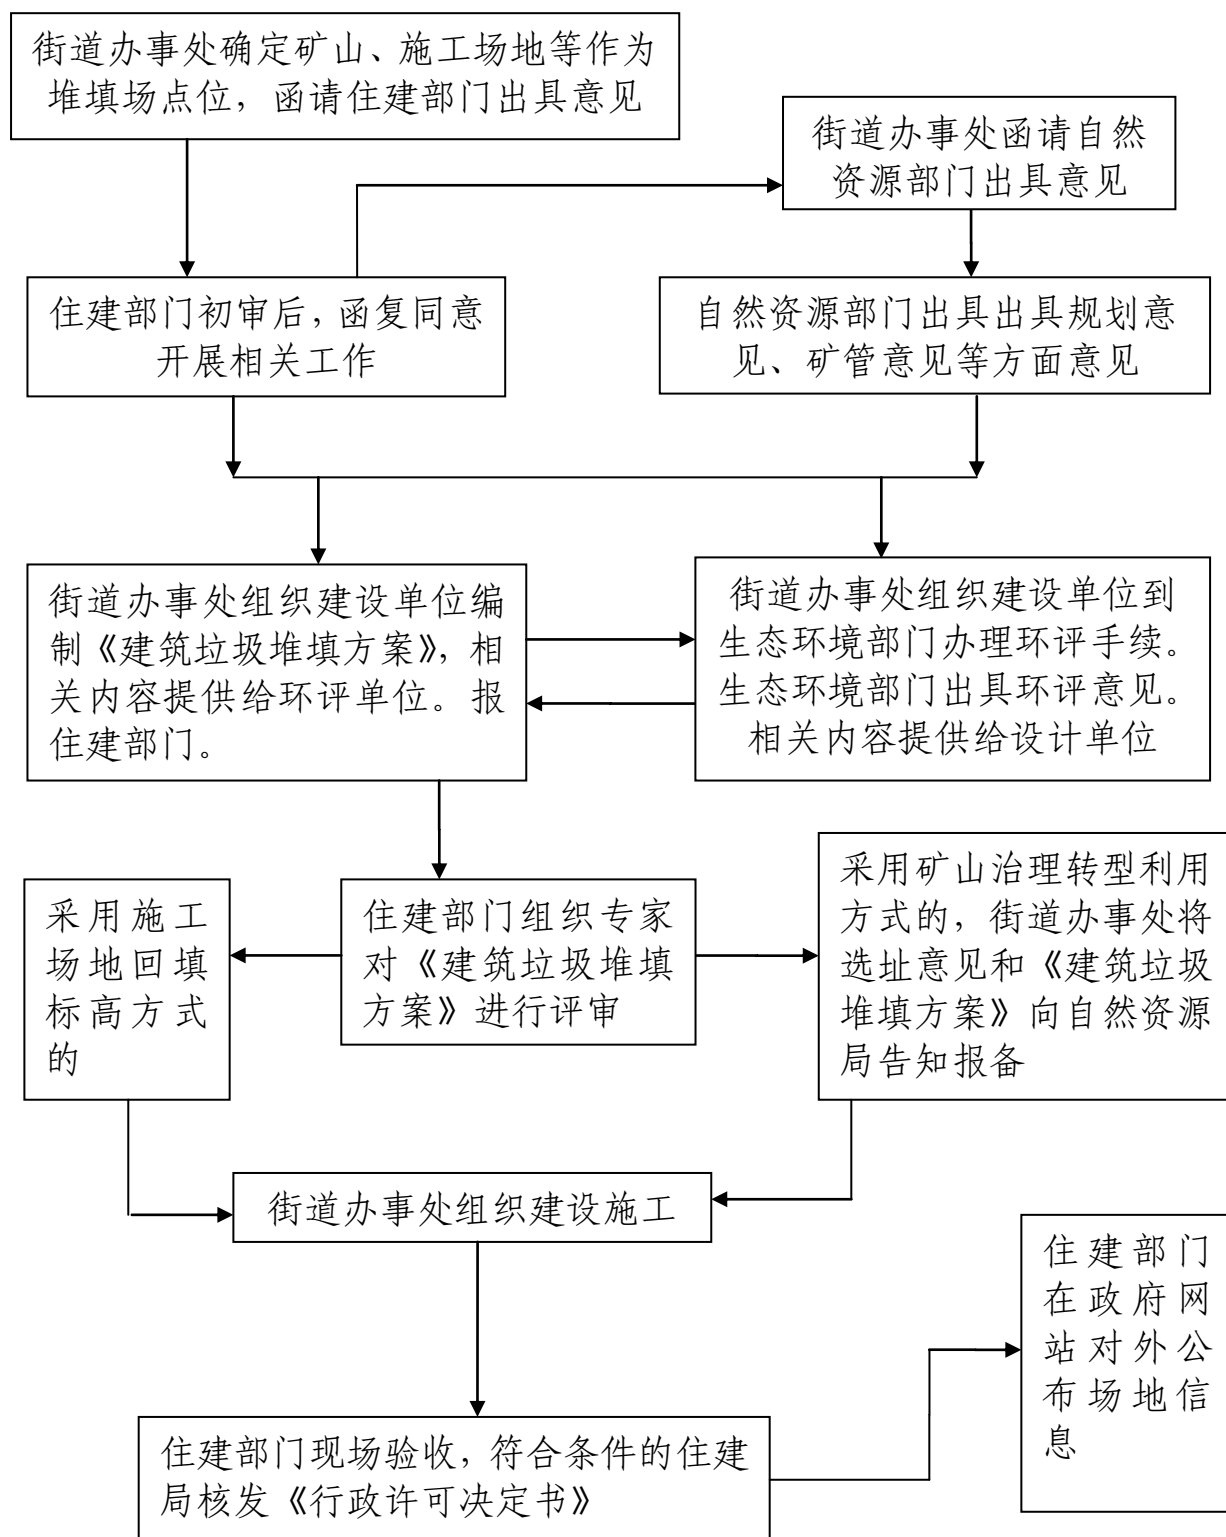 街道办事处确定矿山、施工场地等作为
堆填场点位，函请住建部门出具意见
街道办事处函请自然
资源部门出具意见
住建部门初审后，函复同意
开展相关工作
自然资源部门出具出具规划意
见、矿管意见等方面意见
街道办事处组织建设单位编
制《建筑垃圾堆填方案》，相
关内容提供给环评单位。报
住建部门。
街道办事处组织建设单位到
生态环境部门办理环评手续。
生态环境部门出具环评意见。
相关内容提供给设计单位
采用施工
场地回填
标高方式
的
住建部门组织专家
对《建筑垃圾堆填
方案》进行评审
采用矿山治理转型利用
方式的，街道办事处将
选址意见和《建筑垃圾
堆填方案》向自然资源
局告知报备
街道办事处组织建设施工
住建部门现场验收，符合条件的住建
局核发《行政许可决定书》
住建部门
在政府网
站对外公
布场地信
息